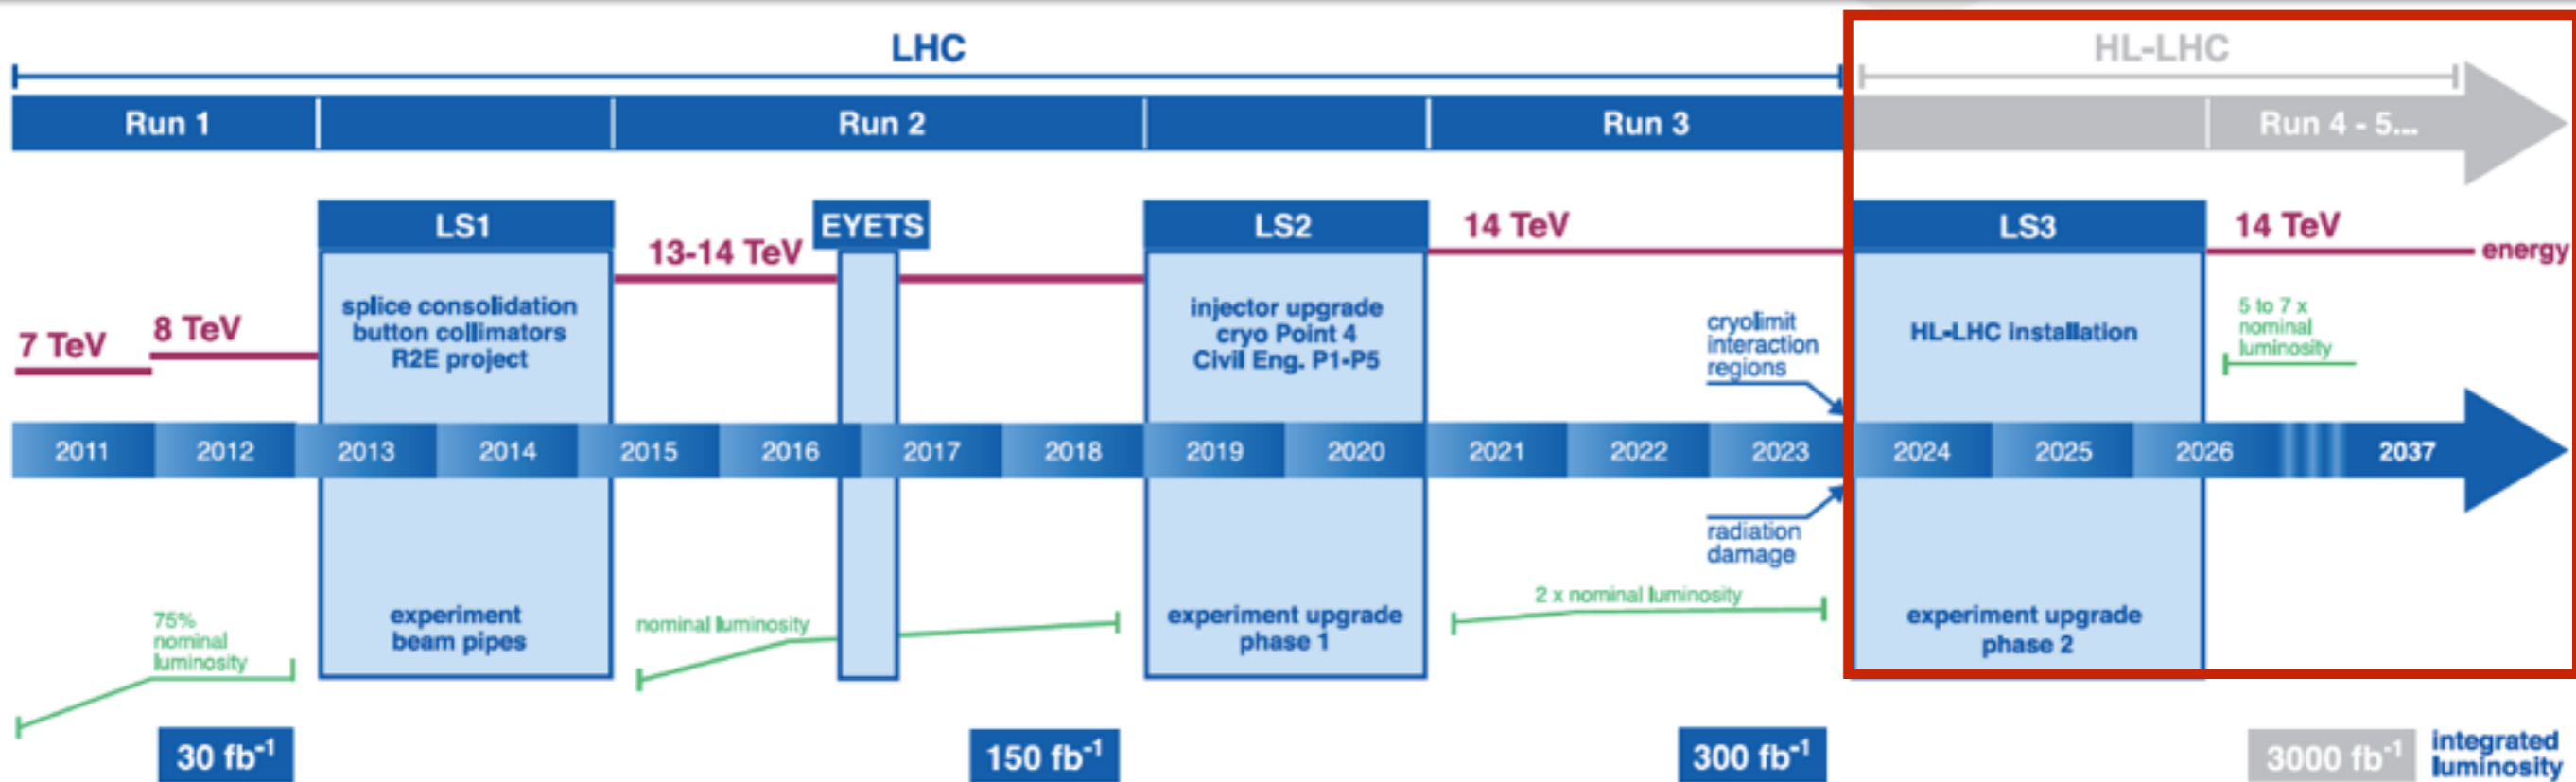 LHC
HL-LHC
Run 1
Run 2
Run 3
Run 4 - 5...
LS1
EYETS
LS2
14 TeV
LS3
14 TeV
13-14 TeV
energy
splice consolidation
button collimators
R2E project
injector upgrade
cryo Point 4
Civil Eng. P1-P5
cryolimit
interaction
regions
HL-LHC installation
5 to 7 x
nominal
luminosity
7 TeV
8 TeV
2011
2012
2013
2014
2015
2016
2017
2018
2019
2020
2021
2022
2023
2024
2025
2026
2037
radiation
damage
75%
nominal
luminosity
experiment
beam pipes
nominal luminosity
experiment upgrade
phase 1
2 x nominal luminosity
experiment upgrade
phase 2
30 fb⁻¹
150 fb⁻¹
300 fb⁻¹
3000 fb⁻¹
integrated
luminosity